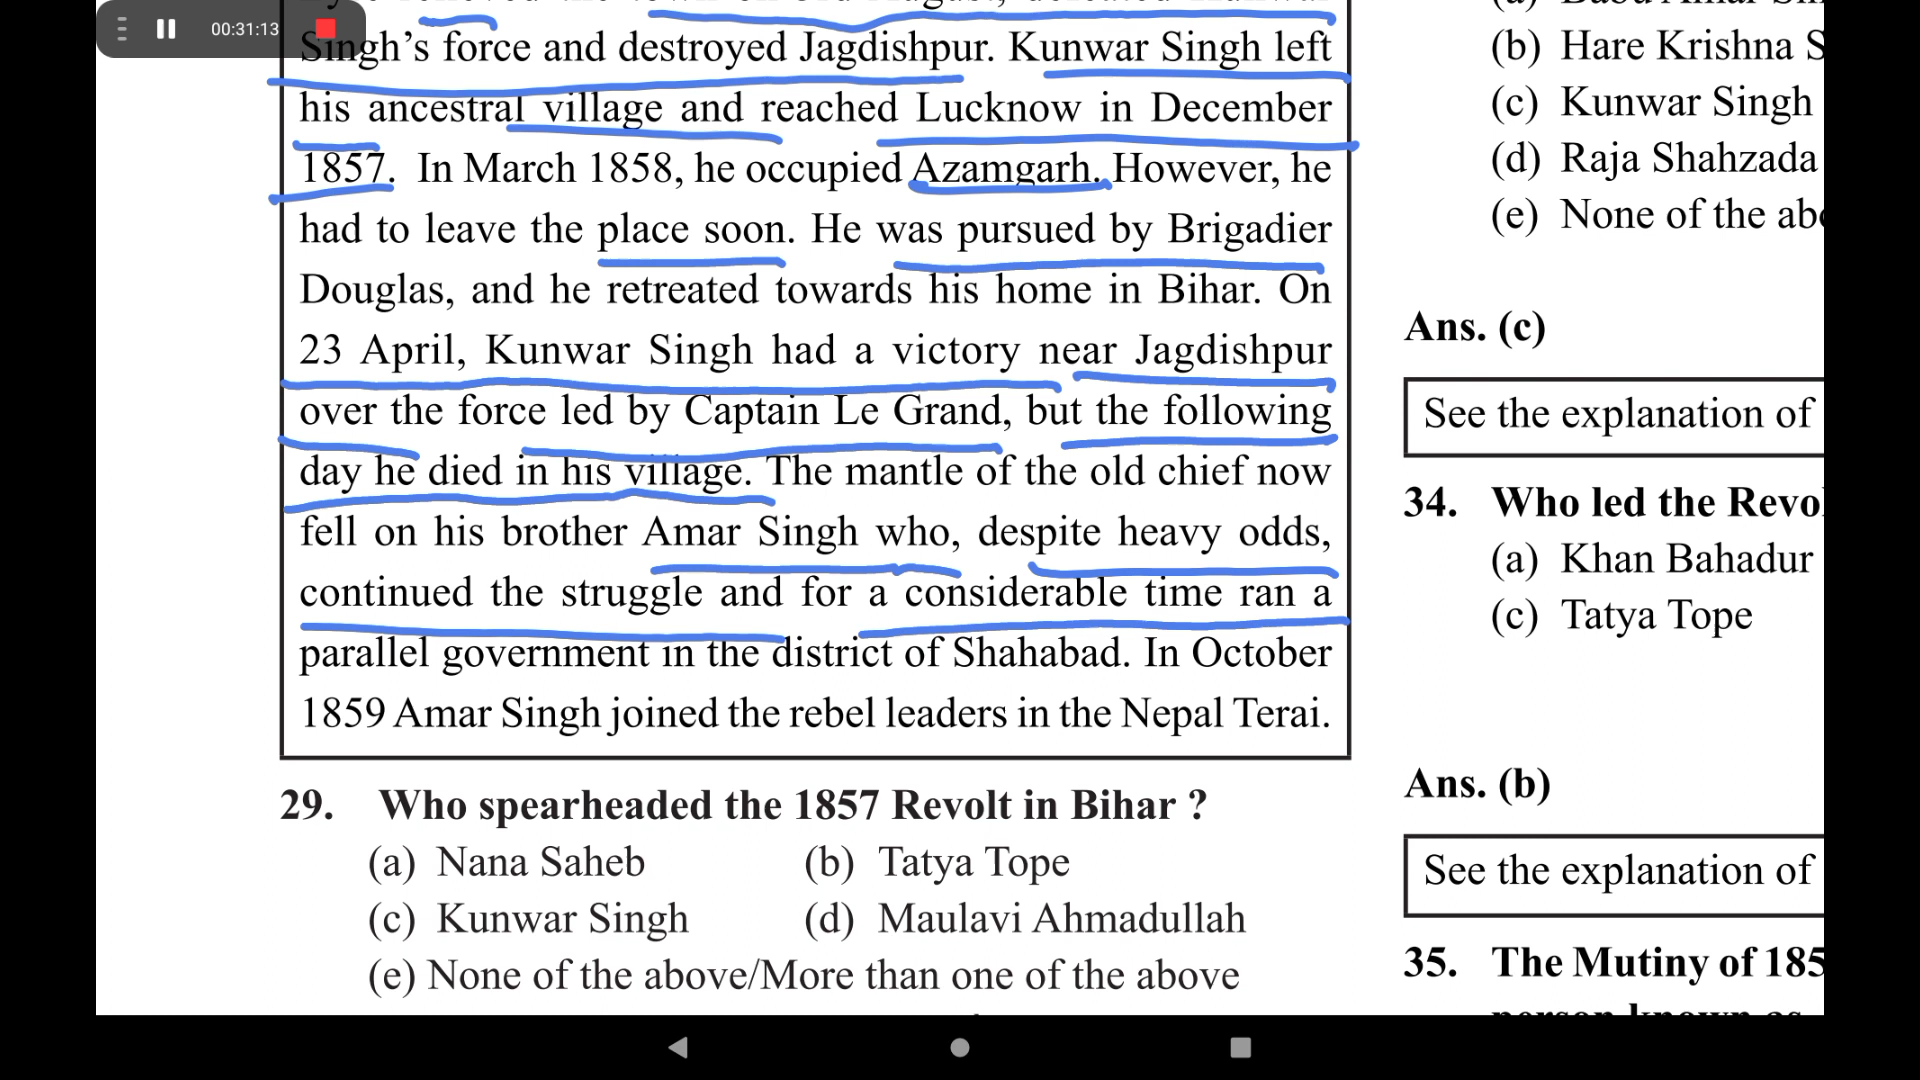 00:31:13
Singh's force and destroyed Jagdishpur. Kunwar Singh left
his ancestral village and reached Lucknow in December
1857. In March 1858, he occupied Azamgarh. However, he
had to leave the place soon. He was pursued by Brigadier
Douglas, and he retreated towards his home in Bihar. On
23 April, Kunwar Singh had a victory near Jagdishpur
over the force led by Captain Le Grand, but the following
day he died in his village. The mantle of the old chief now
fell on his brother Amar Singh who, despite heavy odds,
continued the struggle and for a considerable time ran a
parallel government in the district of Shahabad. In October
1859 Amar Singh joined the rebel leaders in the Nepal Terai.
29. Who spearheaded the 1857 Revolt in Bihar ?
(a) Nana Saheb (b) Tatya Tope
(c) Kunwar Singh (d) Maulavi Ahmadullah
(e) None of the above/More than one of the above
(b) Hare Krishna
(c) Kunwar Singh
(d) Raja Shahzada
(e) None of the
Ans. (c)
See the explanation of
34. Who led the
(a) Khan Bahadur
(c) Tatya Tope
Ans. (b)
See the explanation of
35. The Mutiny of